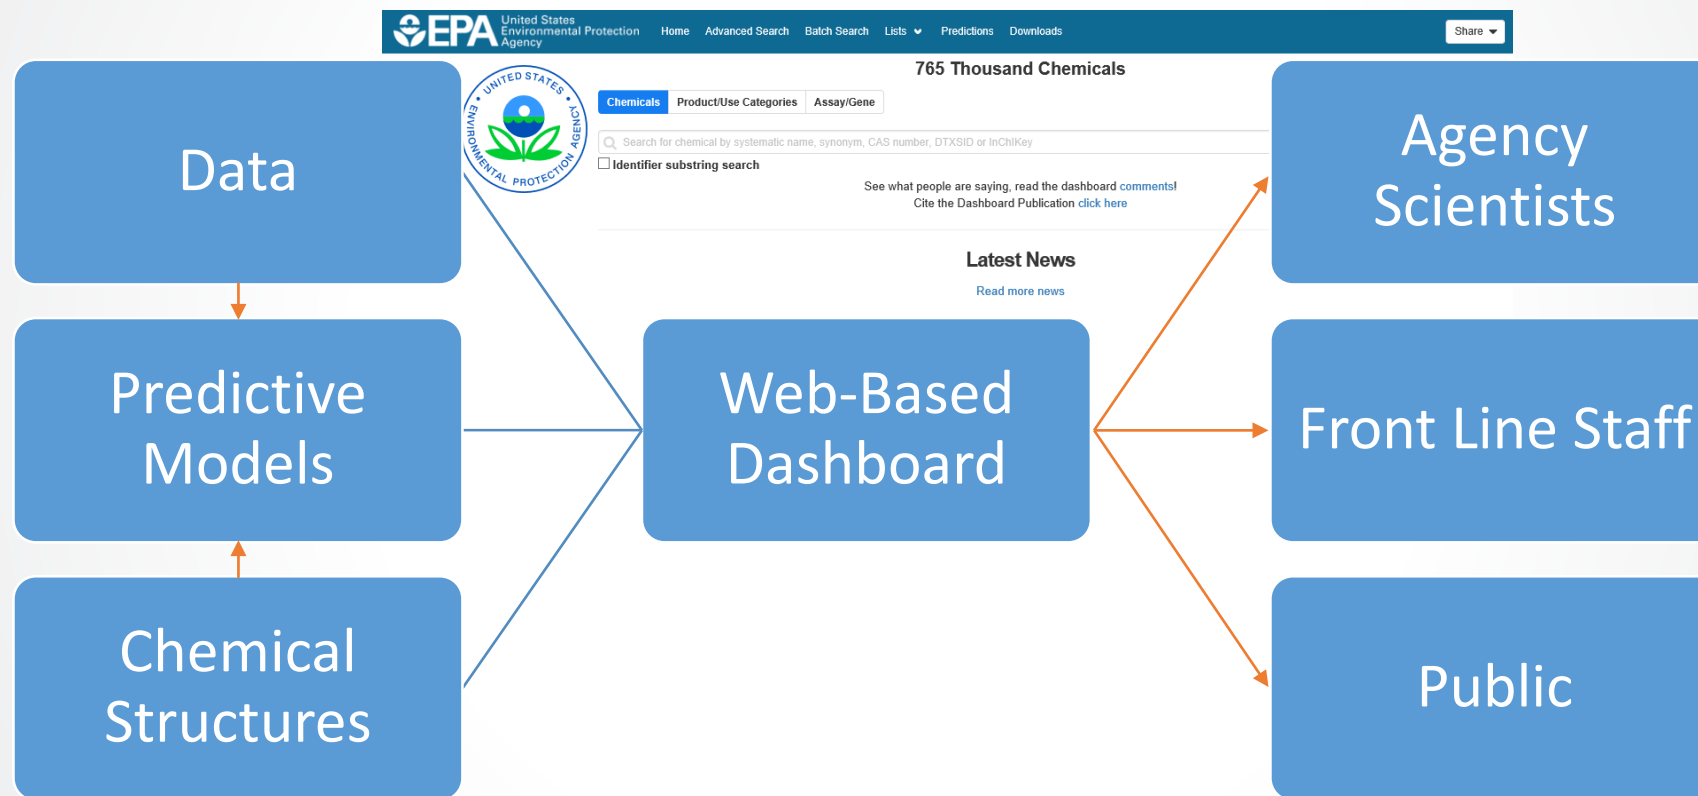 EPA United States
Environmental Protection
Agency
Home Advanced Search Batch Search Lists Predictions Downloads
Share
765 Thousand Chemicals
UNITED STATES
ENVIRONMENTAL PROTECTION AGENCY
Chemicals Product/Use Categories Assay/Gene
Search for chemical by systematic name, synonym, CAS number, DTXSID or InChIKey
Identifier substring search
See what people are saying, read the dashboard comments!
Cite the Dashboard Publication click here
Latest News
Read more news
Data
Predictive
Models
Chemical
Structures
Web-Based
Dashboard
Agency
Scientists
Front Line Staff
Public